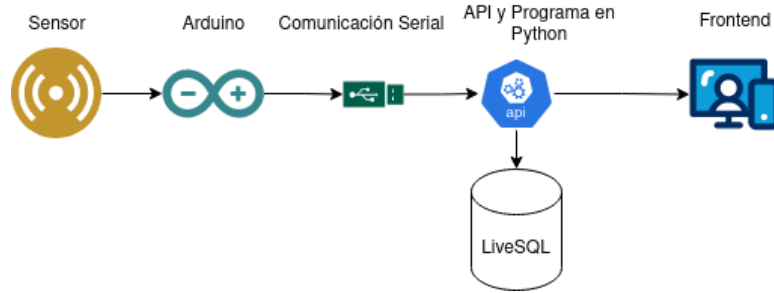 Sensor
Arduino
Comunicación Serial
API y Programa en
Python
Frontend
api
LiveSQL